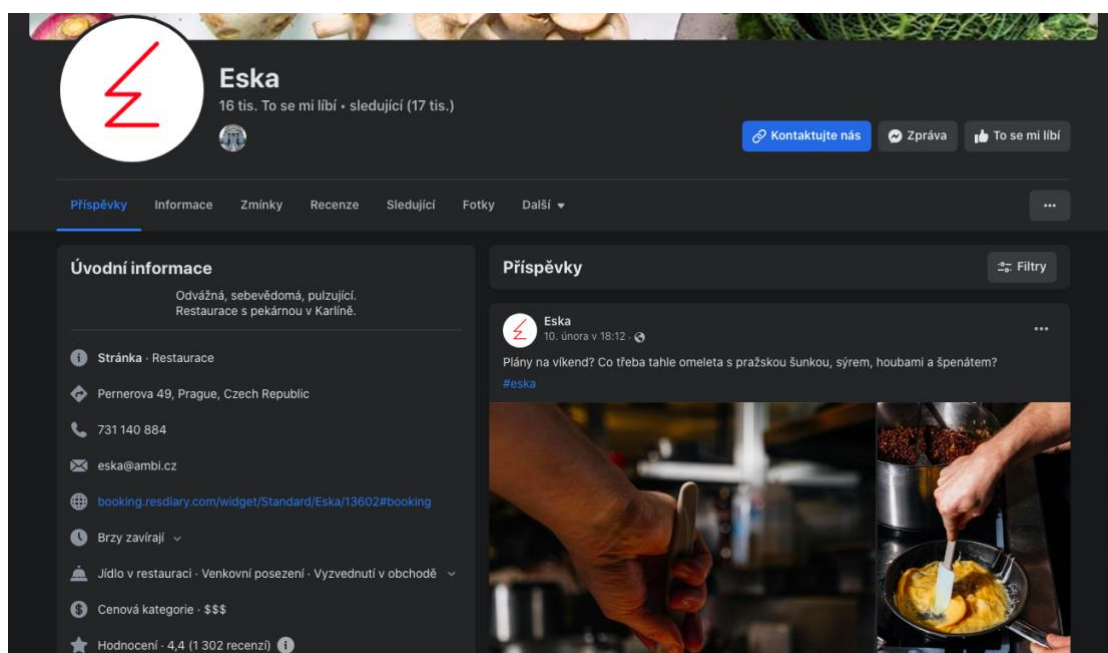 Eska
16 tis. To se mi líbí • sledující (17 tis.)
Kontaktujte nás
Zpráva
To se mi líbí
Příspěvky
Informace
Zmínky
Recenze
Sledující
Fotky
Další
Úvodní informace
Odvážná, sebevědomá, pulzující.
Restaurace s pekárnou v Karlíně.
Stránka · Restaurace
Pernerova 49, Prague, Czech Republic
731 140 884
eska@ambi.cz
booking.resdiary.com/widget/Standard/Eska/13602#booking
Brzy zavírají
Jídlo v restauraci · Venkovní posezení · Vyzvednutí v obchodě
Cenová kategorie · $$$
Hodnocení · 4,4 (1 302 recenzí)
Příspěvky
Filtry
Eska
10. února v 18:12 ·
Plány na víkend? Co třeba tahle omeleta s pražskou šunkou, sýrem, houbami a špenátem?
#eska